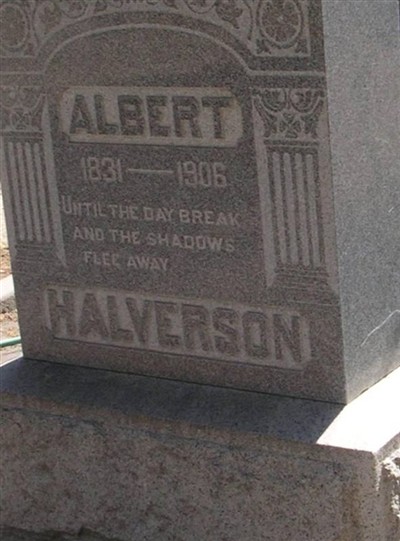 ALBERT
1831 — 1906
UNTIL THE DAY BREAK
AND THE SHADOWS
FLEE AWAY
HALVERSON